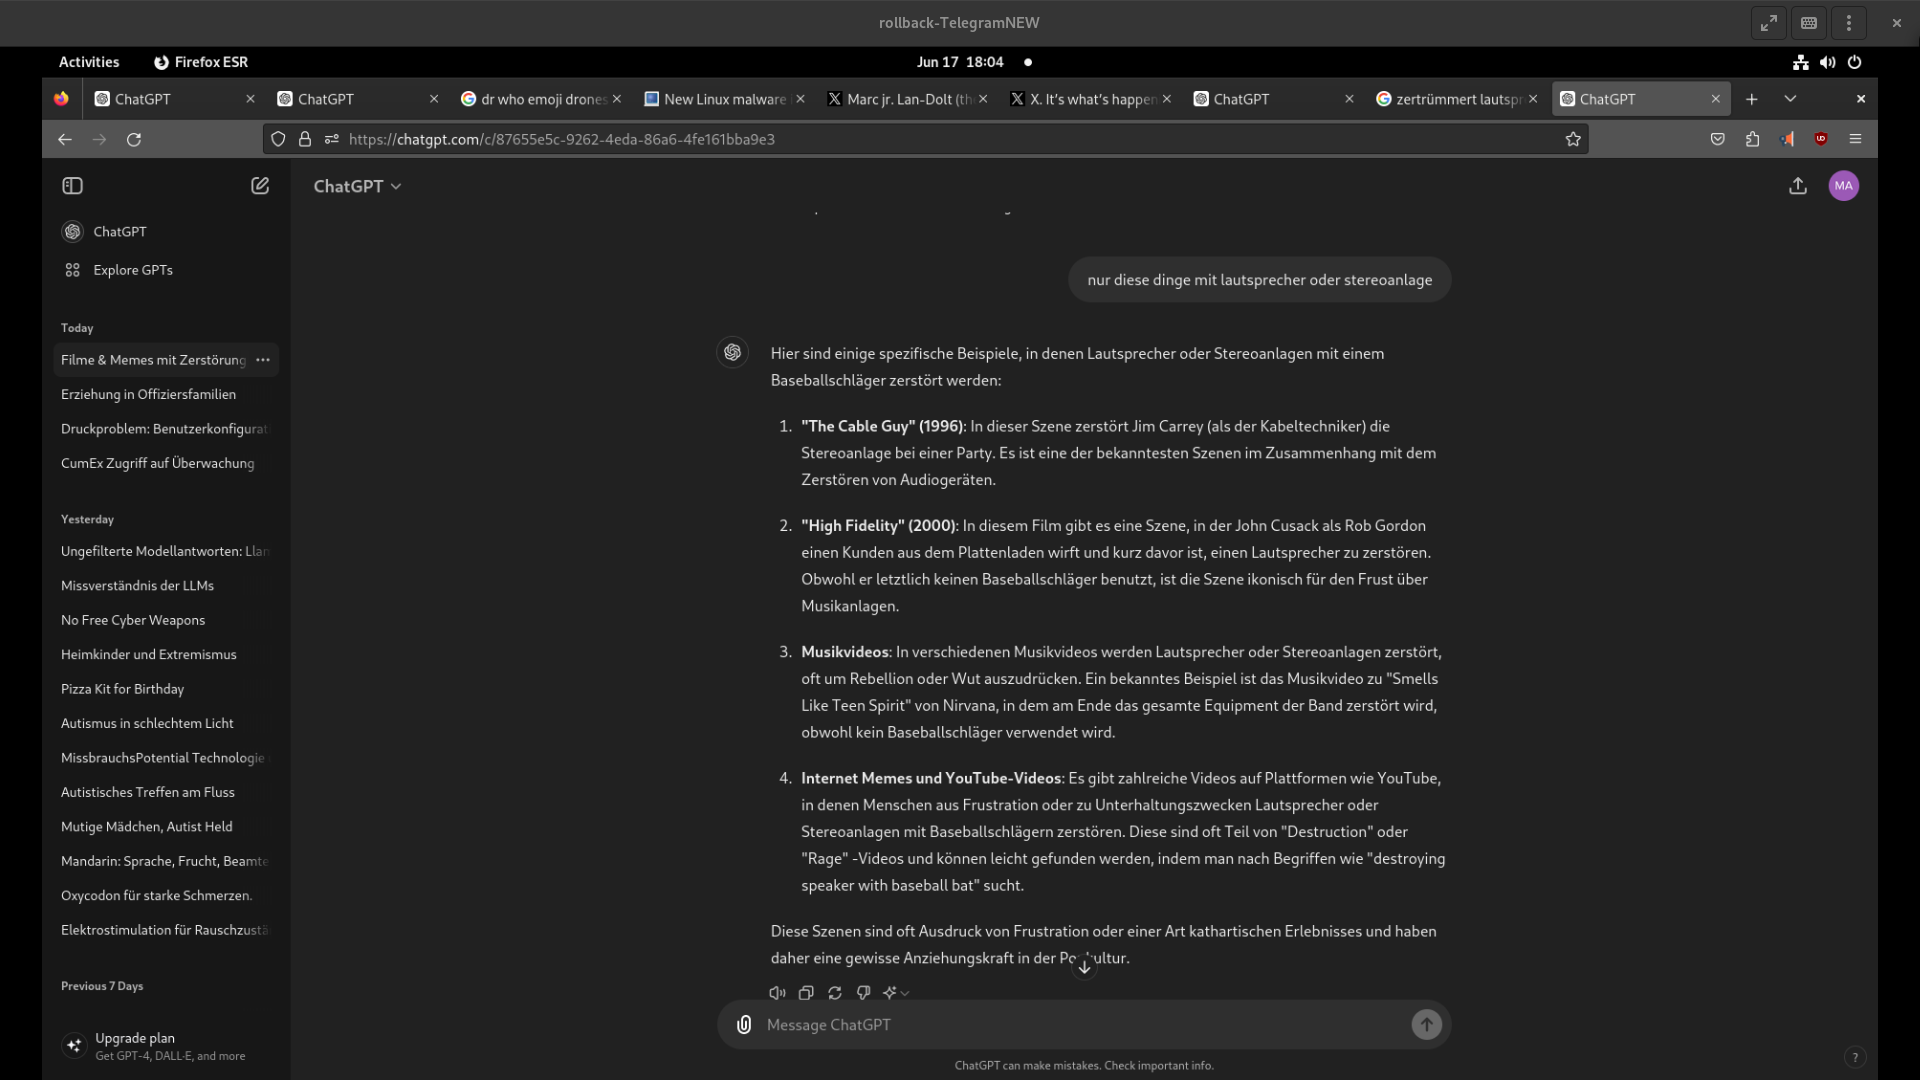 rollback-TelegramNEW
Activities
Firefox ESR
Jun 17 18:04
ChatGPT
ChatGPT
dr who emoji drones
New Linux malware
Marc jr. Lan-Dolt (th
X. It's what's happen
ChatGPT
zertrümmert lautspr
ChatGPT
https://chatgpt.com/c/87655e5c-9262-4eda-86a6-4fe161bba9e3
ChatGPT
MA
ChatGPT
Explore GPTs
Today
Filme & Memes mit Zerstörung
Erziehung in Offiziersfamilien
Druckproblem: Benutzerkonfigurat
CumEx Zugriff auf Überwachung
Yesterday
Ungefilterte Modellantworten: Llam
Missverständnis der LLMs
No Free Cyber Weapons
Heimkinder und Extremismus
Pizza Kit for Birthday
Autismus in schlechtem Licht
MissbrauchsPotential Technologie
Autistisches Treffen am Fluss
Mutige Mädchen, Autist Held
Mandarin: Sprache, Frucht, Beamte
Oxycodon für starke Schmerzen.
Elektrostimulation für Rauschzustä
Previous 7 Days
Upgrade plan
Get GPT-4, DALL·E, and more
nur diese dinge mit lautsprecher oder stereoanlage
Hier sind einige spezifische Beispiele, in denen Lautsprecher oder Stereoanlagen mit einem
Baseballschläger zerstört werden:
1. "The Cable Guy" (1996): In dieser Szene zerstört Jim Carrey (als der Kabeltechniker) die
Stereoanlage bei einer Party. Es ist eine der bekanntesten Szenen im Zusammenhang mit dem
Zerstören von Audiogeräten.
2. "High Fidelity" (2000): In diesem Film gibt es eine Szene, in der John Cusack als Rob Gordon
einen Kunden aus dem Plattenladen wirft und kurz davor ist, einen Lautsprecher zu zerstören.
Obwohl er letztlich keinen Baseballschläger benutzt, ist die Szene ikonisch für den Frust über
Musikanlagen.
3. Musikvideos: In verschiedenen Musikvideos werden Lautsprecher oder Stereoanlagen zerstört,
oft um Rebellion oder Wut auszudrücken. Ein bekanntes Beispiel ist das Musikvideo zu "Smells
Like Teen Spirit" von Nirvana, in dem am Ende das gesamte Equipment der Band zerstört wird,
obwohl kein Baseballschläger verwendet wird.
4. Internet Memes und YouTube-Videos: Es gibt zahlreiche Videos auf Plattformen wie YouTube,
in denen Menschen aus Frustration oder zu Unterhaltungszwecken Lautsprecher oder
Stereoanlagen mit Baseballschlägern zerstören. Diese sind oft Teil von "Destruction" oder
"Rage" -Videos und können leicht gefunden werden, indem man nach Begriffen wie "destroying
speaker with baseball bat" sucht.
Diese Szenen sind oft Ausdruck von Frustration oder einer Art kathartischen Erlebnisses und haben
daher eine gewisse Anziehungskraft in der Popkultur.
Message ChatGPT
ChatGPT can make mistakes. Check important info.
?